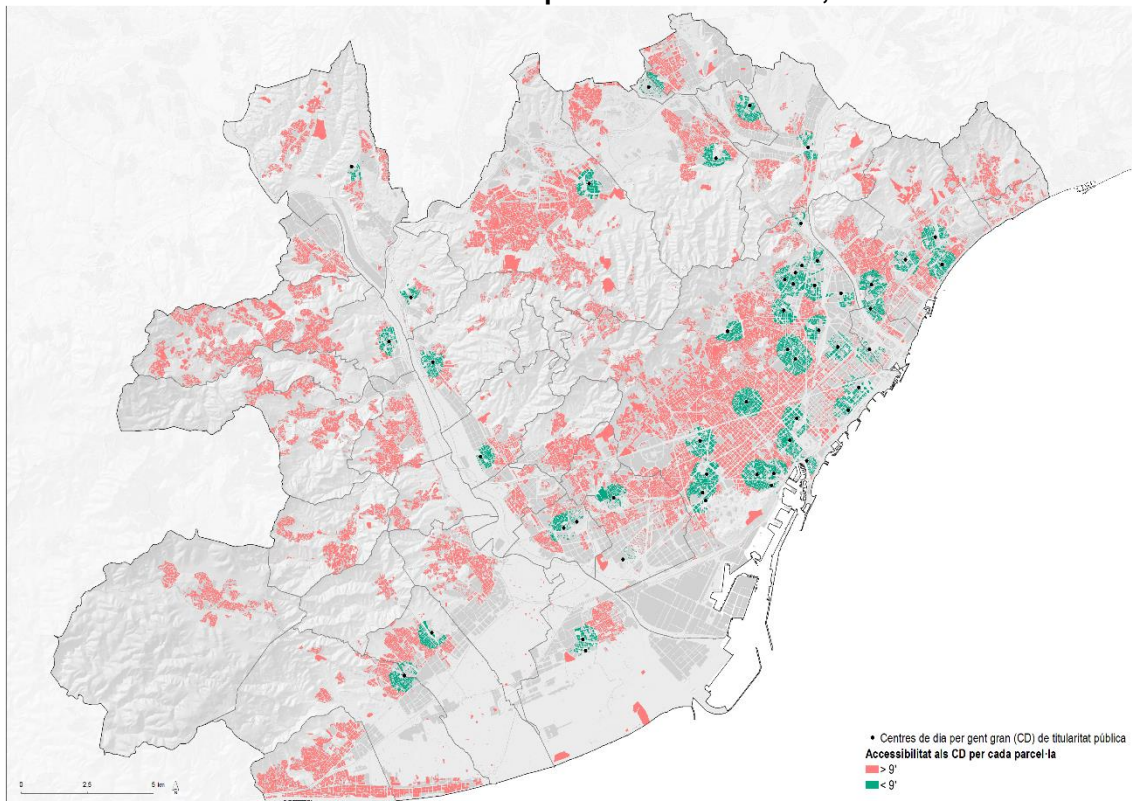 0 2,5 5 km
• Centres de dia per gent gran (CD) de titularitat pública
Accessibilitat als CD per cada parcel·la
> 9'
< 9'